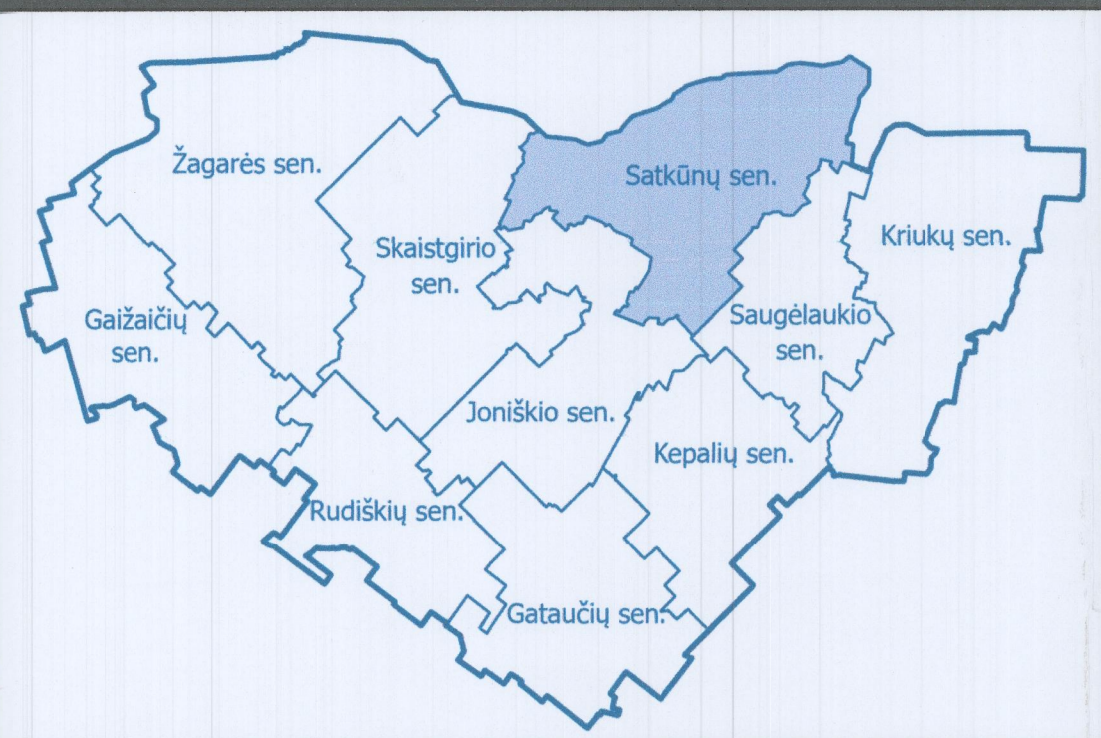 Žagarės sen.
Satkūnų sen.
Skaistgirio
sen.
Kriukų sen.
Gaižaičių
sen.
Saugėlaukio
sen.
Joniškio sen.
Kepalių sen.
Rudiškių sen.
Gataučių sen.